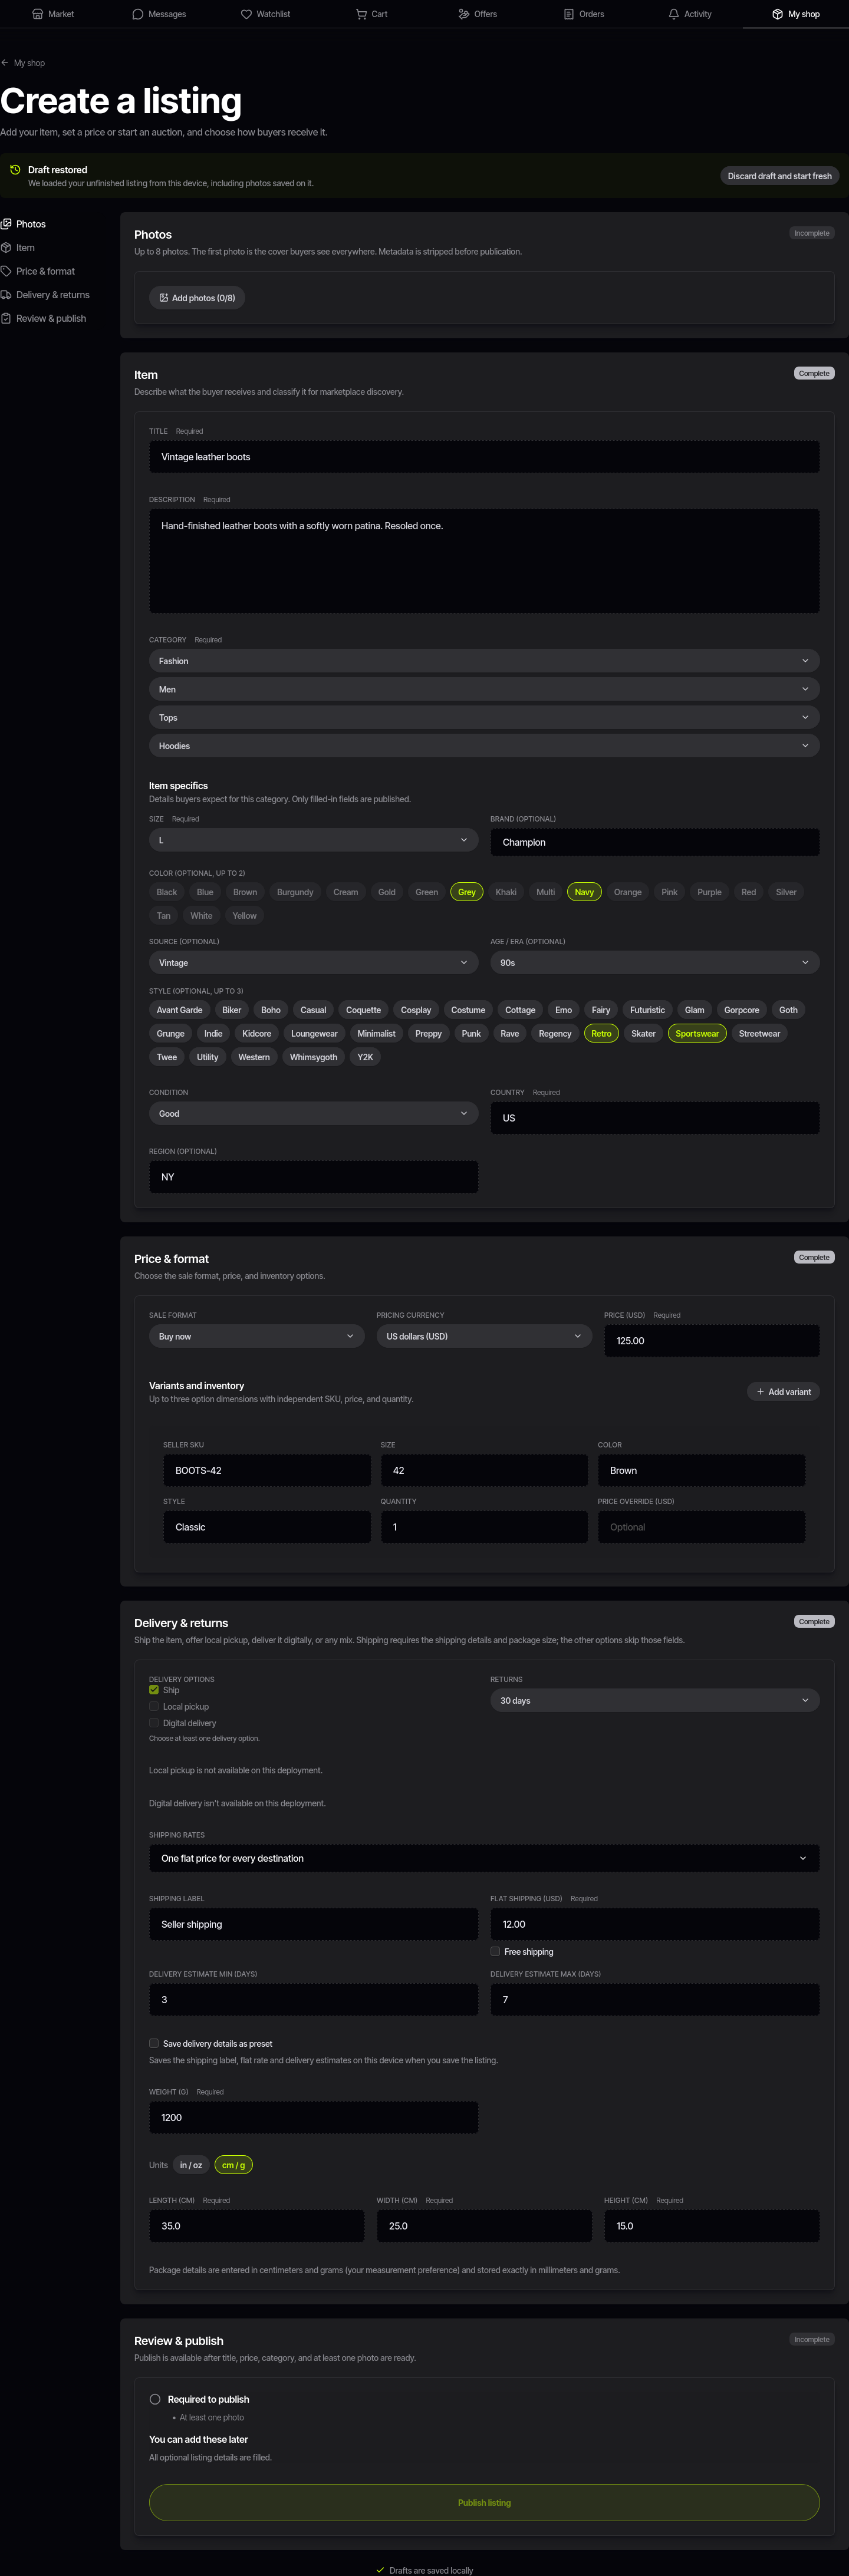 Market
Messages
Watchlist
Cart
Offers
Orders
Activity
My shop
My shop
Create a listing
Add your item, set a price or start an auction, and choose how buyers receive it.
Draft restored
We loaded your unfinished listing from this device, including photos saved on it.
Discard draft and start fresh
Photos
Item
Price & format
Delivery & returns
Review & publish
Photos
Incomplete
Up to 8 photos. The first photo is the cover buyers see everywhere. Metadata is stripped before publication.
Add photos (0/8)
Item
Complete
Describe what the buyer receives and classify it for marketplace discovery.
TITLE Required
Vintage leather boots
DESCRIPTION Required
Hand-finished leather boots with a softly worn patina. Resoled once.
CATEGORY Required
Fashion
Men
Tops
Hoodies
Item specifics
Details buyers expect for this category. Only filled-in fields are published.
SIZE Required
L
BRAND (OPTIONAL)
Champion
COLOR (OPTIONAL, UP TO 2)
Black Blue Brown Burgundy Cream Gold Green Grey Khaki Multi Navy Orange Pink Purple Red Silver
Tan White Yellow
SOURCE (OPTIONAL)
Vintage
AGE / ERA (OPTIONAL)
90s
STYLE (OPTIONAL, UP TO 3)
Avant Garde Biker Boho Casual Coquette Cosplay Costume Cottage Emo Fairy Futuristic Glam Gorpcore Goth
Grunge Indie Kidcore Loungewear Minimalist Preppy Punk Rave Regency Retro Skater Sportswear Streetwear
Twee Utility Western Whimsygoth Y2K
CONDITION
Good
COUNTRY Required
US
REGION (OPTIONAL)
NY
Price & format
Complete
Choose the sale format, price, and inventory options.
SALE FORMAT
Buy now
PRICING CURRENCY
US dollars (USD)
PRICE (USD) Required
125.00
Variants and inventory
Up to three option dimensions with independent SKU, price, and quantity.
Add variant
SELLER SKU
BOOTS-42
SIZE
42
COLOR
Brown
STYLE
Classic
QUANTITY
1
PRICE OVERRIDE (USD)
Optional
Delivery & returns
Complete
Ship the item, offer local pickup, deliver it digitally, or any mix. Shipping requires the shipping details and package size; the other options skip those fields.
DELIVERY OPTIONS
Ship
Local pickup
Digital delivery
Choose at least one delivery option.
RETURNS
30 days
Local pickup is not available on this deployment.
Digital delivery isn't available on this deployment.
SHIPPING RATES
One flat price for every destination
SHIPPING LABEL
Seller shipping
FLAT SHIPPING (USD) Required
12.00
Free shipping
DELIVERY ESTIMATE MIN (DAYS)
3
DELIVERY ESTIMATE MAX (DAYS)
7
Save delivery details as preset
Saves the shipping label, flat rate and delivery estimates on this device when you save the listing.
WEIGHT (G) Required
1200
Units in / oz cm / g
LENGTH (CM) Required
35.0
WIDTH (CM) Required
25.0
HEIGHT (CM) Required
15.0
Package details are entered in centimeters and grams (your measurement preference) and stored exactly in millimeters and grams.
Review & publish
Incomplete
Publish is available after title, price, category, and at least one photo are ready.
Required to publish
• At least one photo
You can add these later
All optional listing details are filled.
Publish listing
Drafts are saved locally